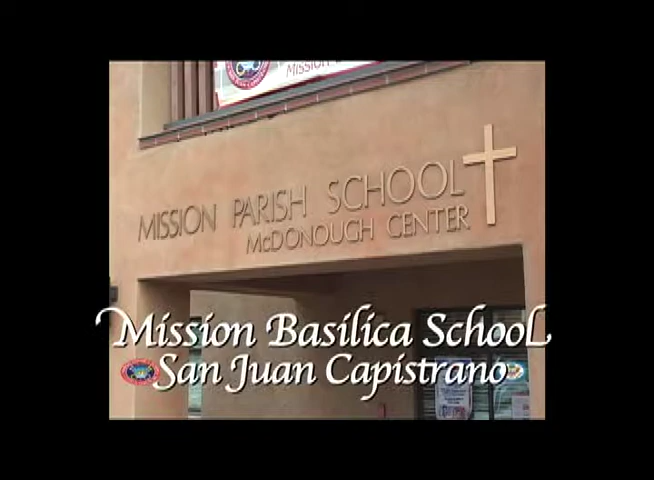 MISSION
MISSION PARISH SCHOOL
McDONOUGH CENTER
Mission Basilica School
San Juan Capistrano